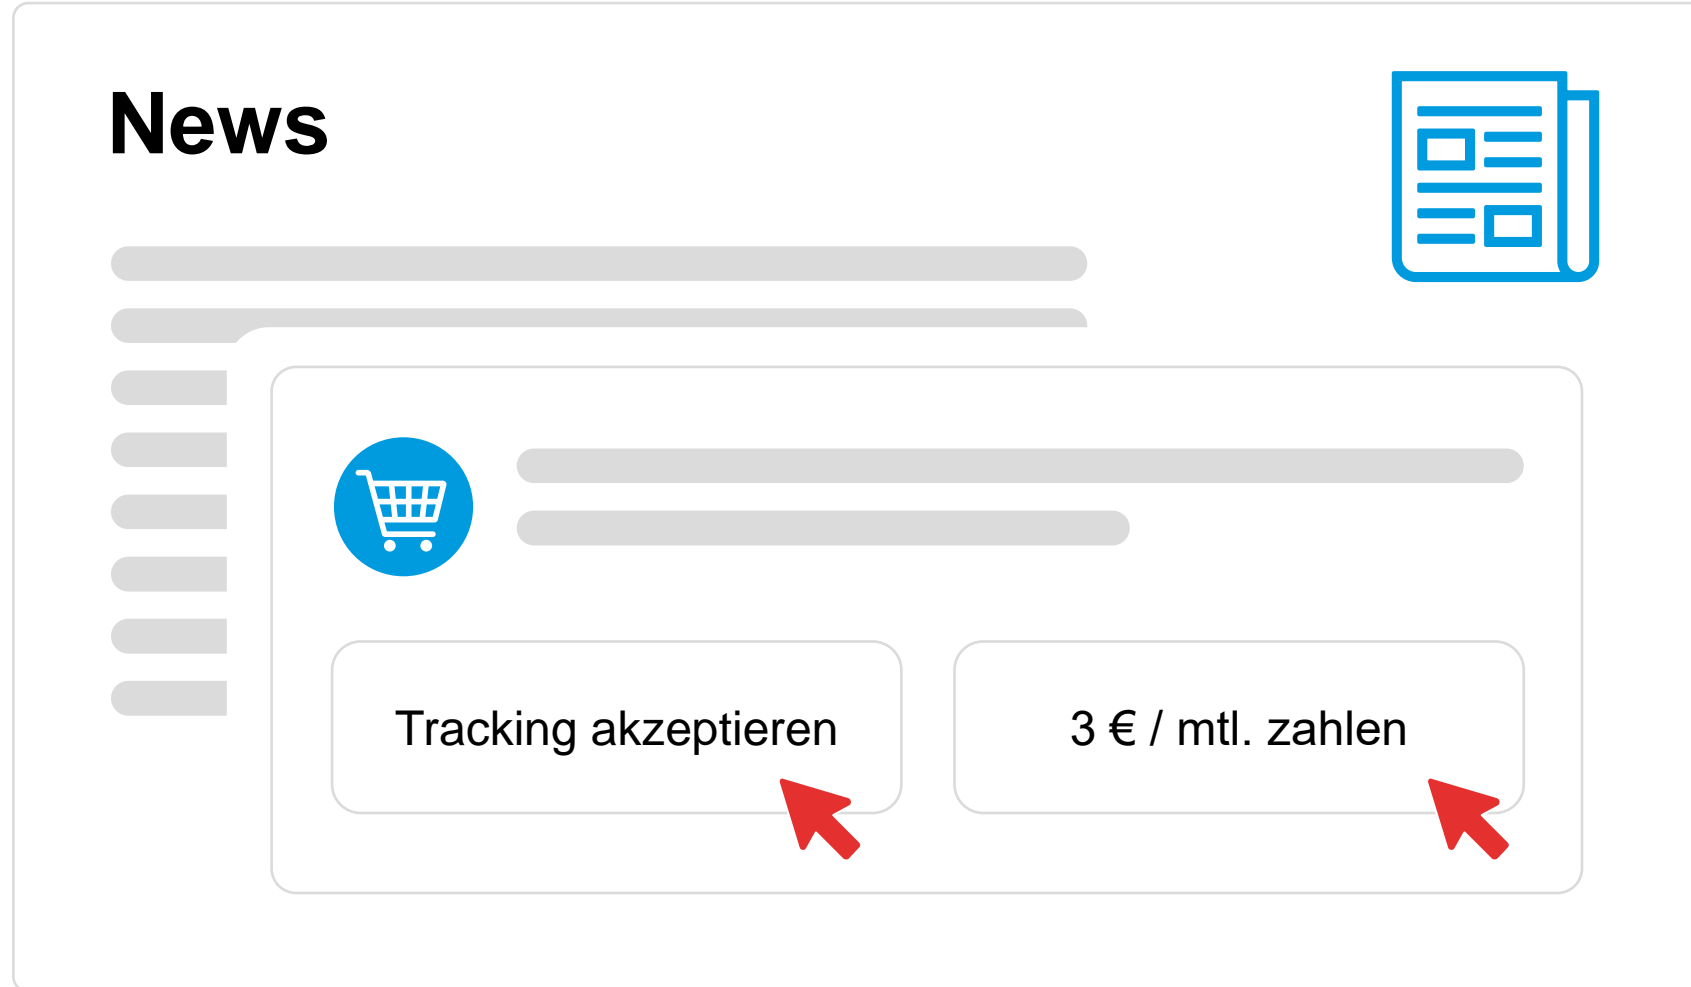 News
Tracking akzeptieren
3 € / mtl. zahlen